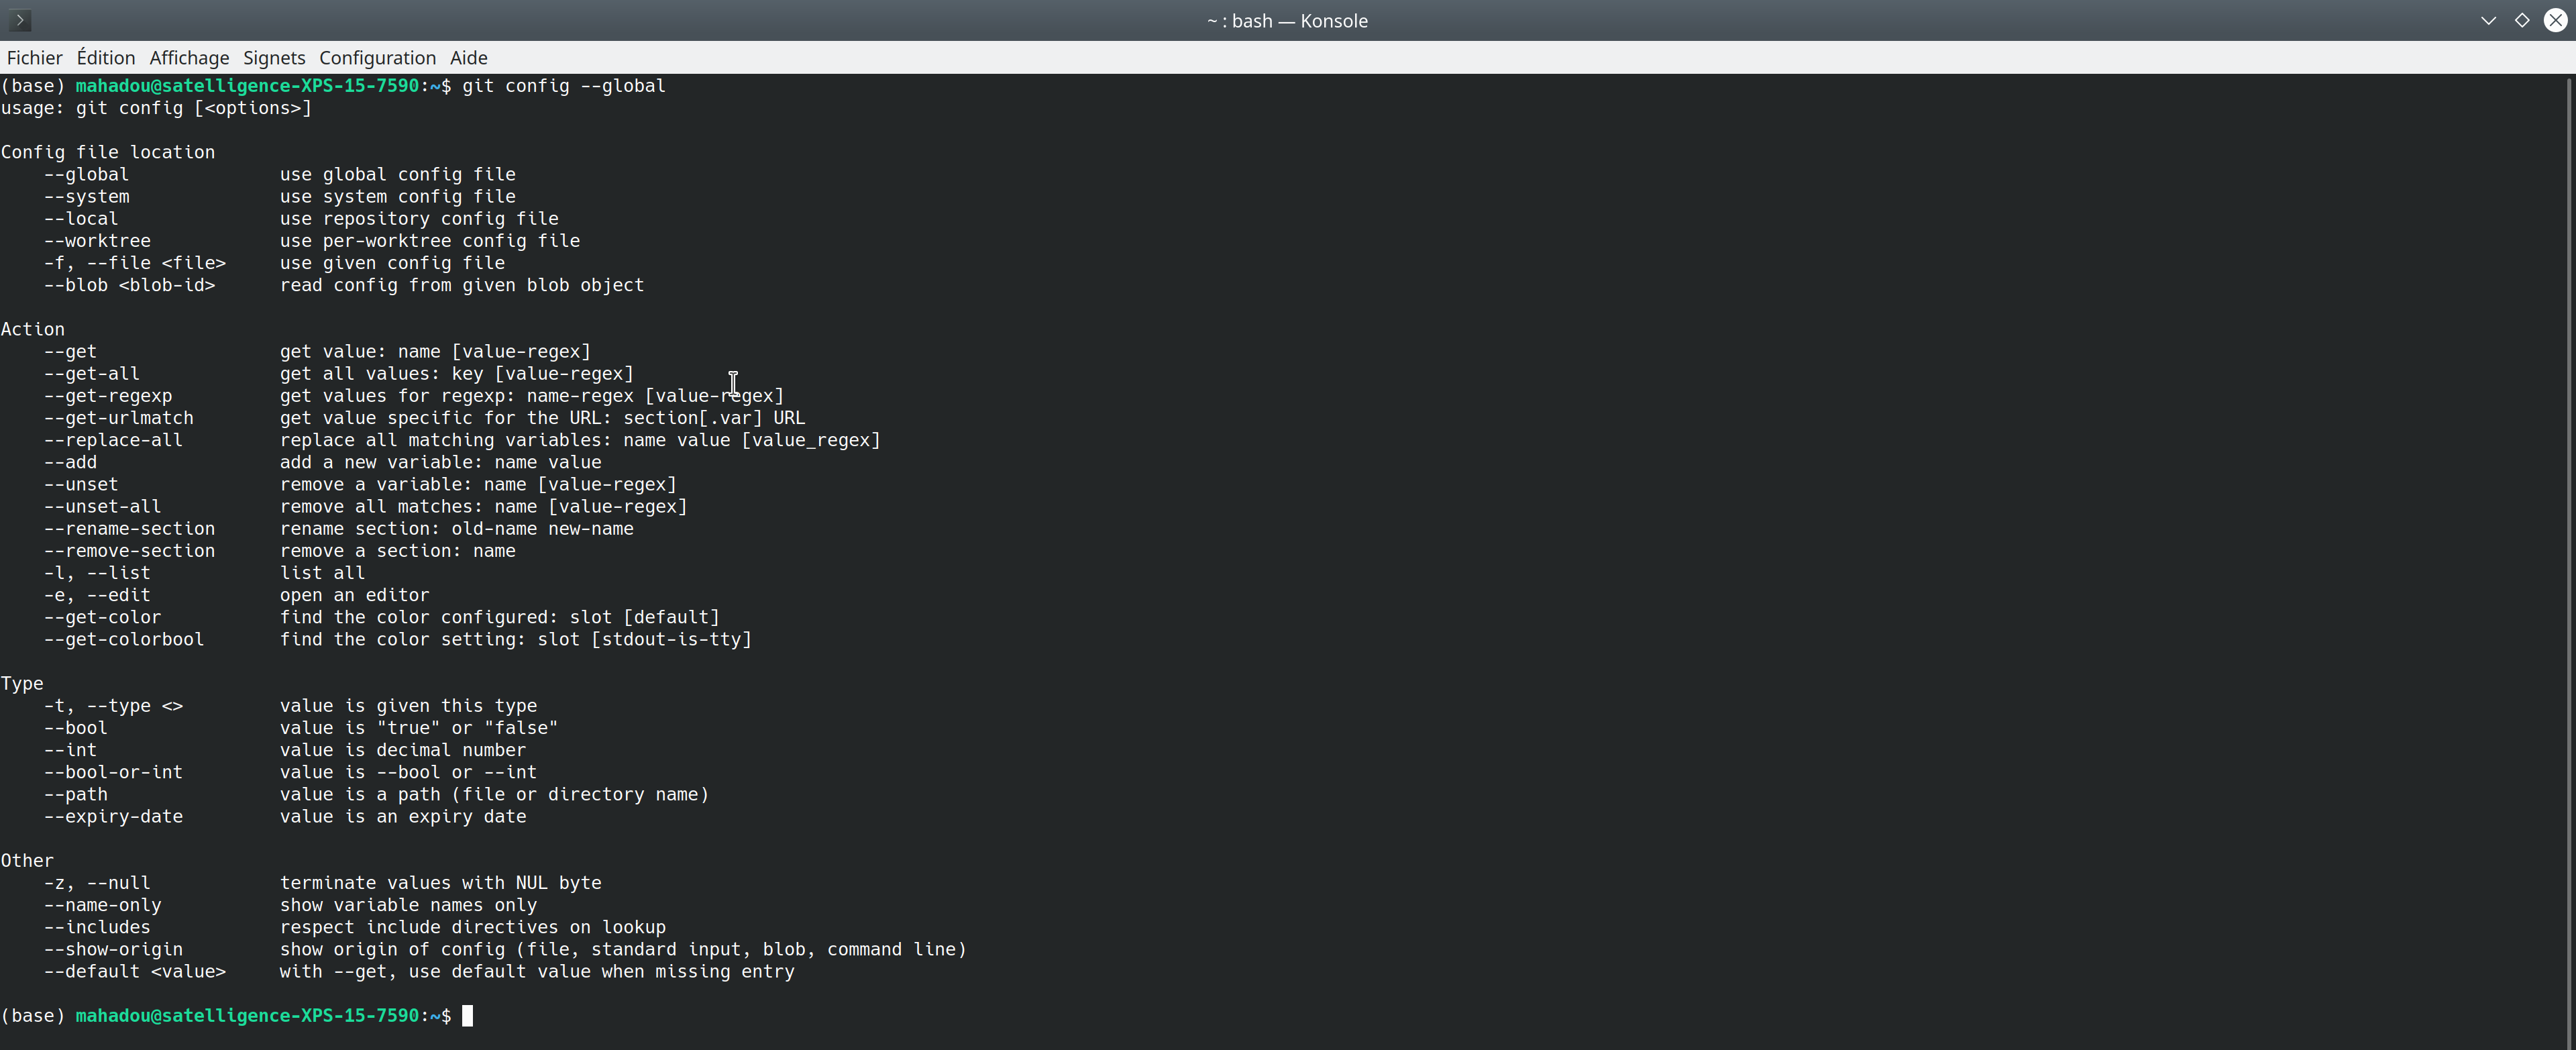 ~ : bash — Konsole
Fichier Édition Affichage Signets Configuration Aide
(base) mahadou@satelligence-XPS-15-7590:~$ git config --global
usage: git config [<options>]

Config file location
    --global              use global config file
    --system              use system config file
    --local               use repository config file
    --worktree            use per-worktree config file
    -f, --file <file>     use given config file
    --blob <blob-id>      read config from given blob object

Action
    --get                 get value: name [value-regex]
    --get-all             get all values: key [value-regex]
    --get-regexp          get values for regexp: name-regex [value-regex]
    --get-urlmatch        get value specific for the URL: section[.var] URL
    --replace-all         replace all matching variables: name value [value_regex]
    --add                 add a new variable: name value
    --unset               remove a variable: name [value-regex]
    --unset-all           remove all matches: name [value-regex]
    --rename-section      rename section: old-name new-name
    --remove-section      remove a section: name
    -l, --list            list all
    -e, --edit            open an editor
    --get-color           find the color configured: slot [default]
    --get-colorbool       find the color setting: slot [stdout-is-tty]

Type
    -t, --type <>         value is given this type
    --bool                value is "true" or "false"
    --int                 value is decimal number
    --bool-or-int         value is --bool or --int
    --path                value is a path (file or directory name)
    --expiry-date         value is an expiry date

Other
    -z, --null            terminate values with NUL byte
    --name-only           show variable names only
    --includes            respect include directives on lookup
    --show-origin         show origin of config (file, standard input, blob, command line)
    --default <value>     with --get, use default value when missing entry

(base) mahadou@satelligence-XPS-15-7590:~$